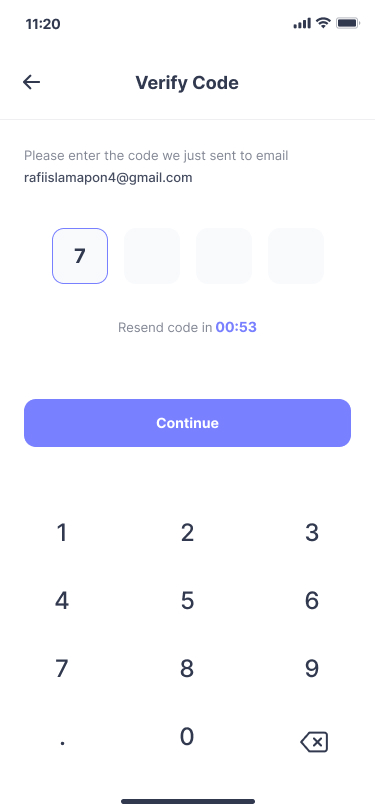 11:20
Verify Code
Please enter the code we just sent to email
rafiislamapon4@gmail.com
7
Resend code in 00:53
Continue
1 2 3
4 5 6
7 8 9
. 0